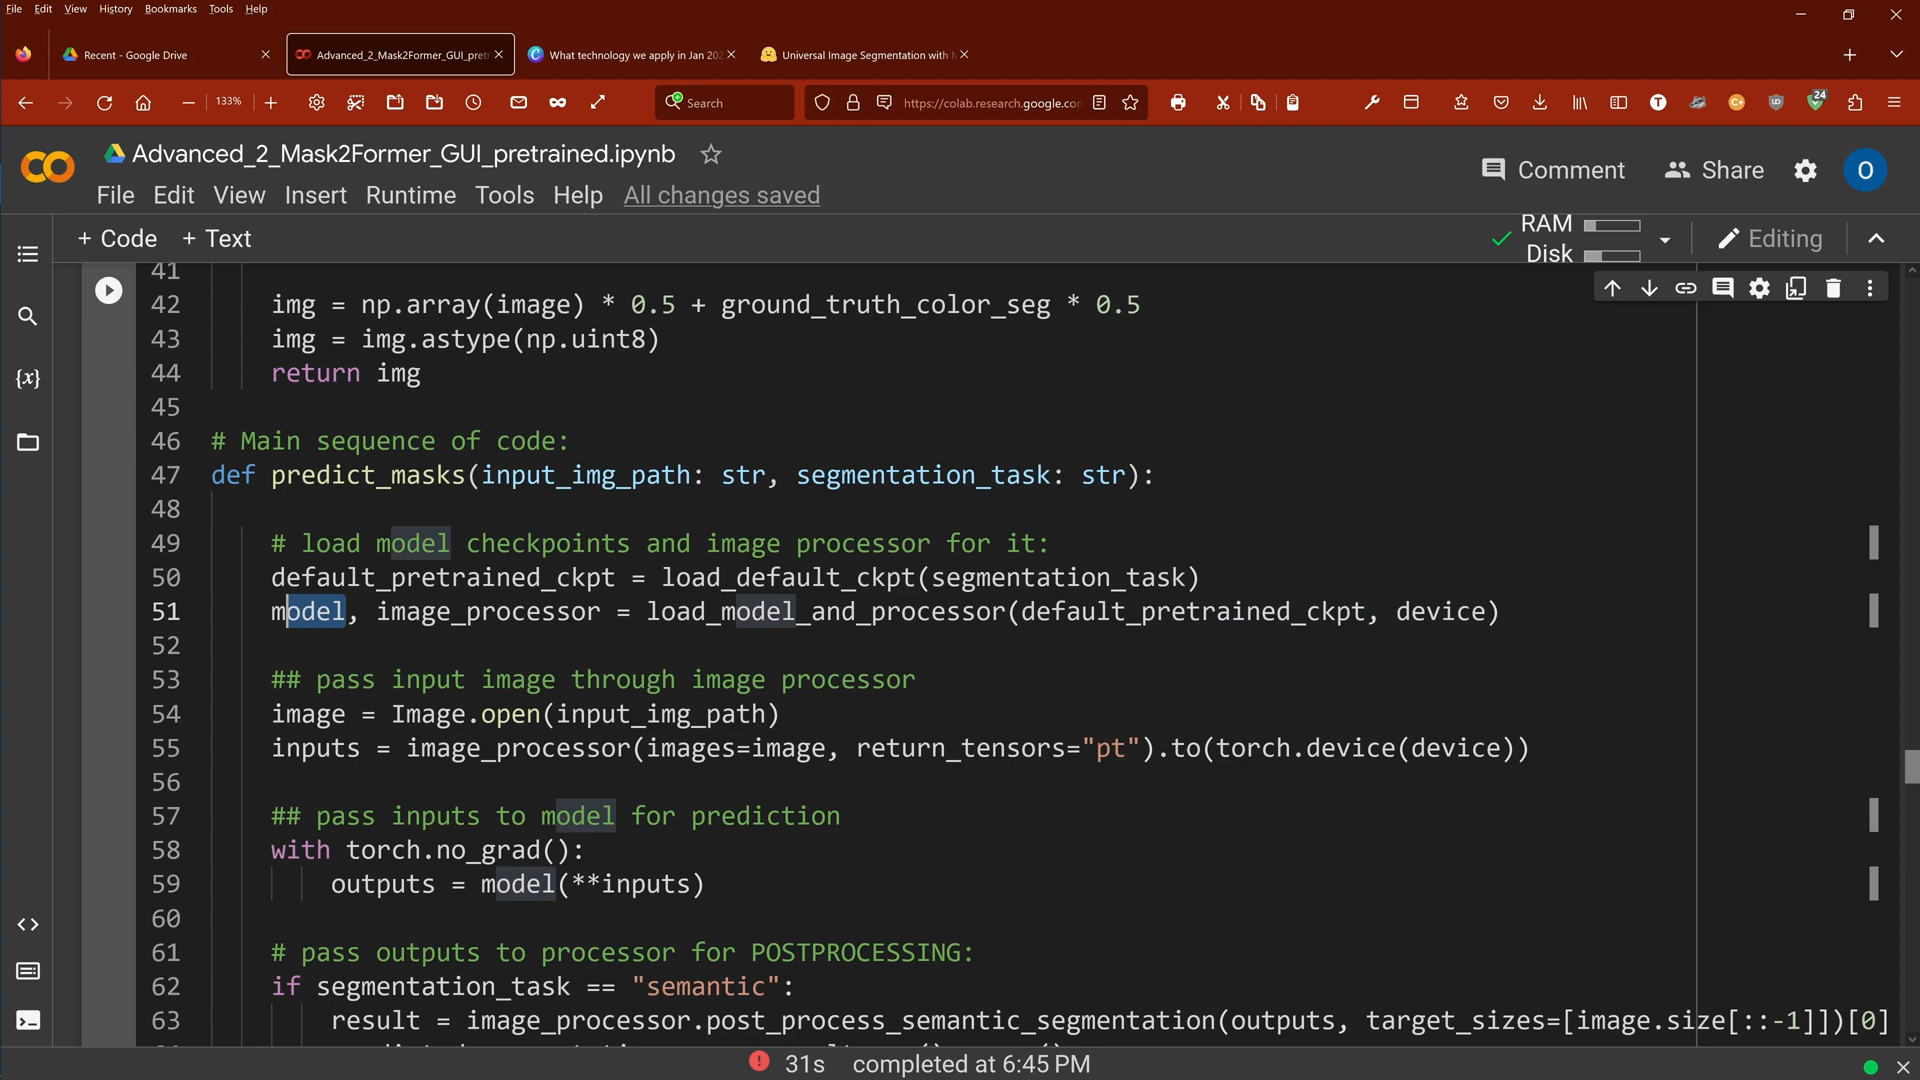 File Edit View History Bookmarks Tools Help
Recent - Google Drive
Advanced_2_Mask2Former_GUI_pret
What technology we apply in Jan 202
Universal Image Segmentation with
133%
Search
https://colab.research.google.co
24
Advanced_2_Mask2Former_GUI_pretrained.ipynb
Comment
Share
O
File Edit View Insert Runtime Tools Help All changes saved
+ Code + Text
RAM
Disk
Editing
41
42 img = np.array(image) * 0.5 + ground_truth_color_seg * 0.5
43 img = img.astype(np.uint8)
44 return img
45
46 # Main sequence of code:
47 def predict_masks(input_img_path: str, segmentation_task: str):
48
49 # load model checkpoints and image processor for it:
50 default_pretrained_ckpt = load_default_ckpt(segmentation_task)
51 model, image_processor = load_model_and_processor(default_pretrained_ckpt, device)
52
53 ## pass input image through image processor
54 image = Image.open(input_img_path)
55 inputs = image_processor(images=image, return_tensors="pt").to(torch.device(device))
56
57 ## pass inputs to model for prediction
58 with torch.no_grad():
59 outputs = model(**inputs)
60
61 # pass outputs to processor for POSTPROCESSING:
62 if segmentation_task == "semantic":
63 result = image_processor.post_process_semantic_segmentation(outputs, target_sizes=[image.size[::-1]])[0]
31s completed at 6:45 PM